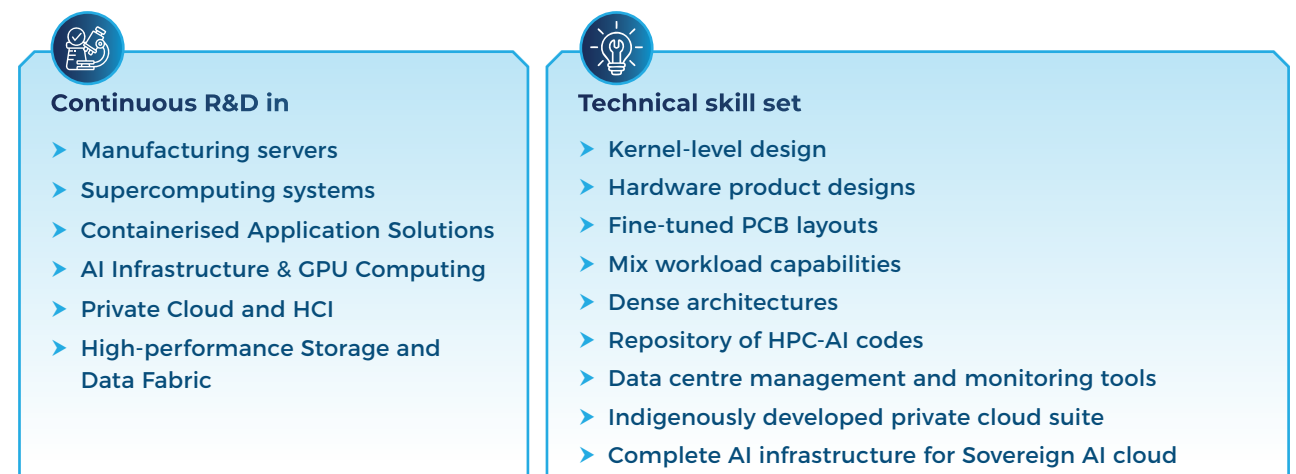 Continuous R&D in
Manufacturing servers
Supercomputing systems
Containerised Application Solutions
AI Infrastructure & GPU Computing
Private Cloud and HCI
High-performance Storage and
Data Fabric
Technical skill set
Kernel-level design
Hardware product designs
Fine-tuned PCB layouts
Mix workload capabilities
Dense architectures
Repository of HPC-AI codes
Data centre management and monitoring tools
Indigenously developed private cloud suite
Complete AI infrastructure for Sovereign AI cloud